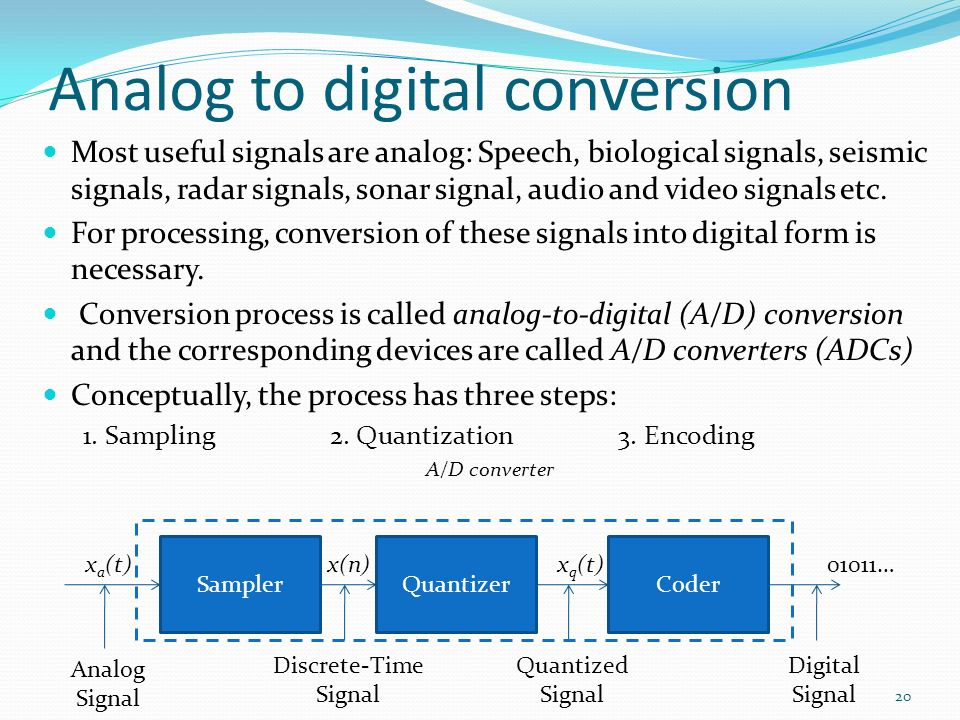 Analog to digital conversion
Most useful signals are analog: Speech, biological signals, seismic
signals, radar signals, sonar signal, audio and video signals etc.
For processing, conversion of these signals into digital form is
necessary.
Conversion process is called analog-to-digital (A/D) conversion
and the corresponding devices are called A/D converters (ADCs)
Conceptually, the process has three steps:
1. Sampling 2. Quantization 3. Encoding
A/D converter
xa(t) x(n) xq(t) 01011...
Sampler Quantizer Coder
Analog
Signal
Discrete-Time
Signal
Quantized
Signal
Digital
Signal
20